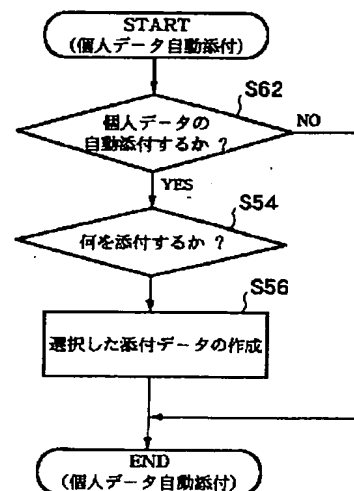 START
(個人データ自動添付)
S62
個人データの
自動添付するか ?
NO
YES
S54
何を添付するか ?
S56
選択した添付データの作成
END
(個人データ自動添付)